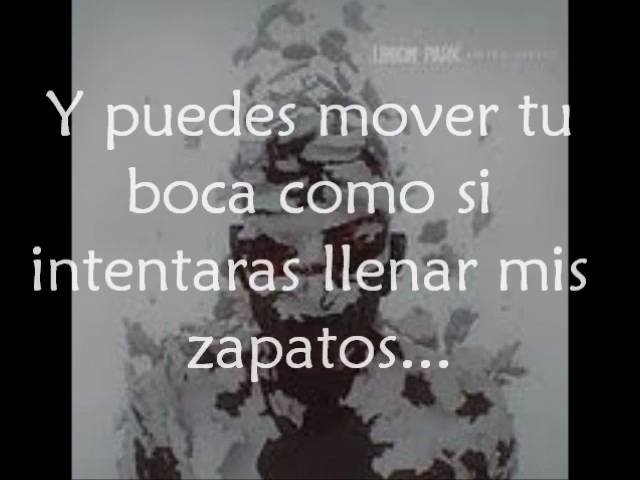 LINKIN PARK
Y puedes mover tu
boca como si
intentaras llenar mis
zapatos...